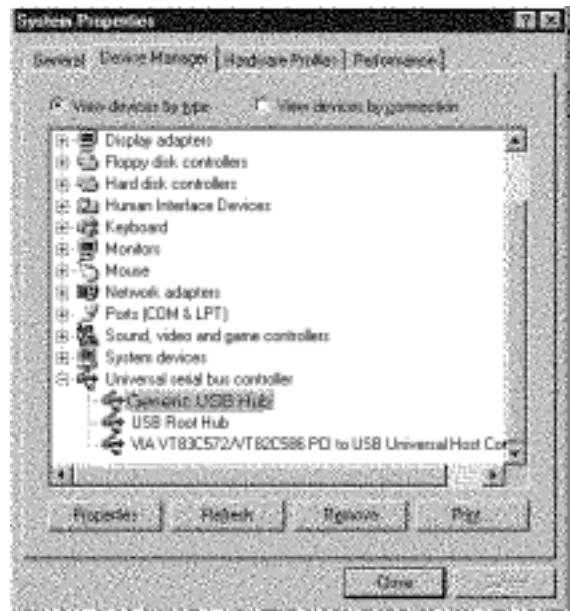 System Properties
General Device Manager Hardware Profiles Performance
View devices by type View devices by connection
Display adapters
Floppy disk controllers
Hard disk controllers
Human Interface Devices
Keyboard
Monitors
Mouse
Network adapters
Ports (COM & LPT)
Sound, video and game controllers
System devices
Universal serial bus controller
Generic USB Hub
USB Root Hub
VIA VT83C572/VT82C586 PCI to USB Universal Host Con
Properties Refresh Remove Print
Close